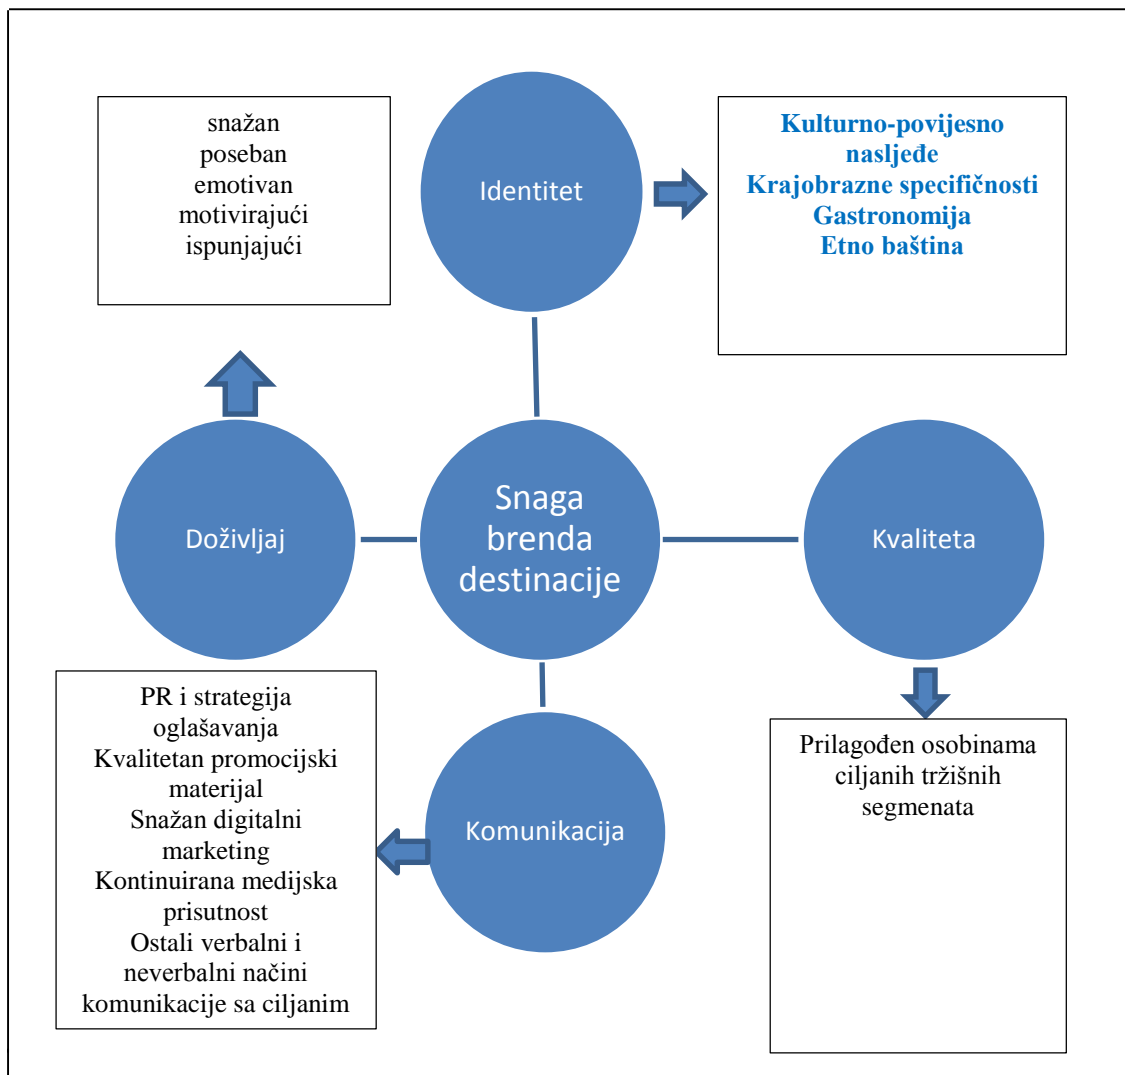 snažan
poseban
emotivan
motivirajući
ispunjajući
Identitet
Kulturno-povijesno
nasljeđe
Krajobrazne specifičnosti
Gastronomija
Etno baština
Doživljaj
Snaga
brenda
destinacije
Kvaliteta
PR i strategija
oglašavanja
Kvalitetan promocijski
materijal
Snažan digitalni
marketing
Kontinuirana medijska
prisutnost
Ostali verbalni i
neverbalni načini
komunikacije sa ciljanim
Komunikacija
Prilagođen osobinama
ciljanih tržišnih
segmenata